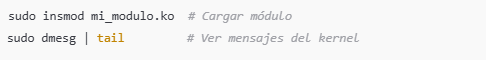 sudo insmod mi_modulo.ko  # Cargar módulo
sudo dmesg | tail         # Ver mensajes del kernel